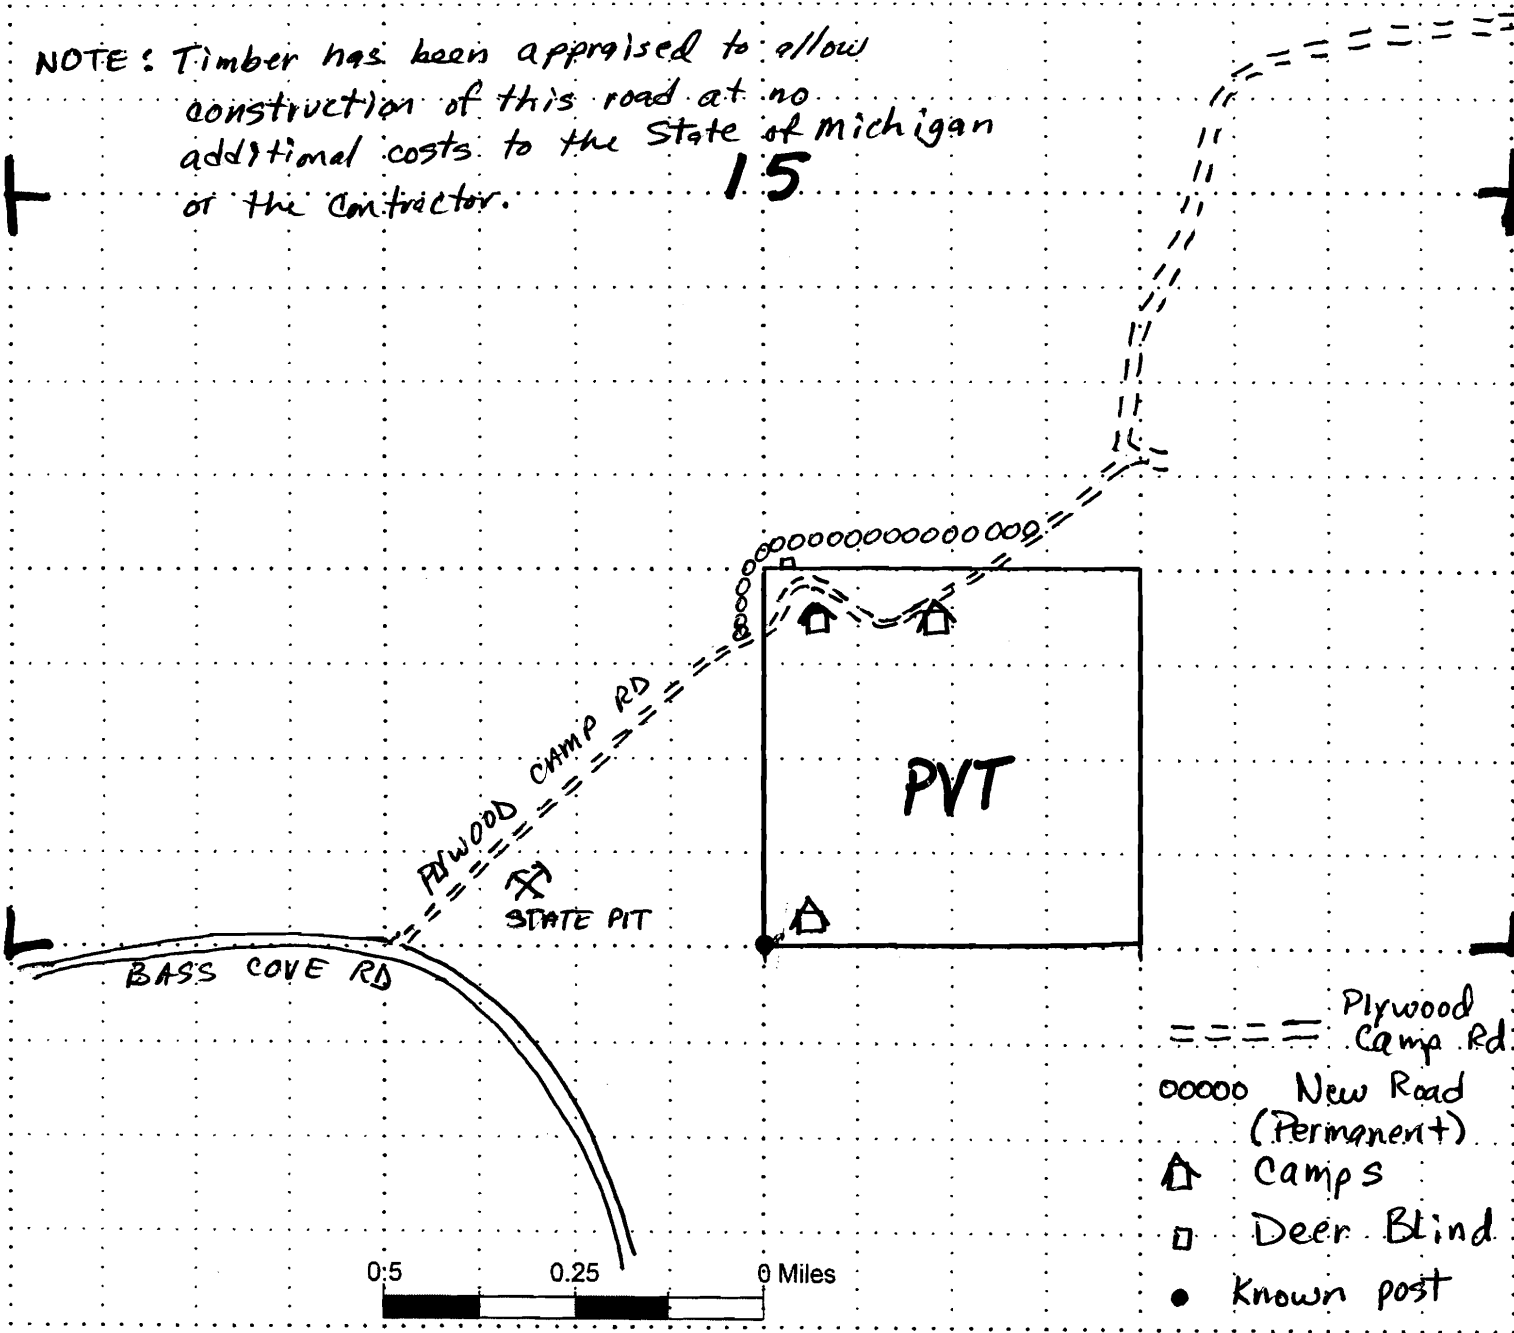 NOTE: Timber has been appraised to allow
construction of this road at no
additional costs to the State of Michigan
or the Contractor.
15
PLYWOOD CAMP RD
PVT
STATE PIT
BASS COVE RD
Plywood
Camp Rd.
New Road
(Permanent)
Camps
Deer Blind
Known post
0.5 0.25 0 Miles